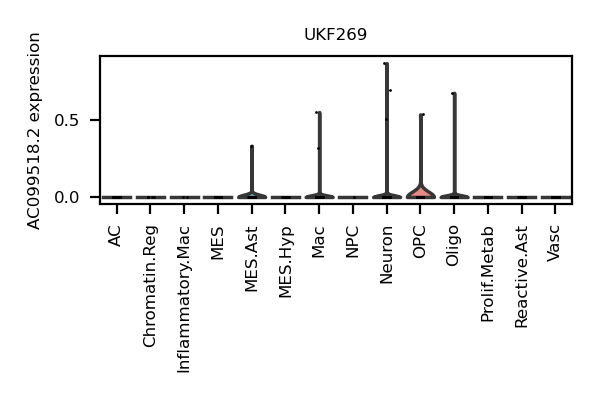 UKF269
AC099518.2 expression
0.5
0.0
AC
Chromatin.Reg
Inflammatory.Mac
MES
MES.Ast
MES.Hyp
Mac
NPC
Neuron
OPC
Oligo
Prolif.Metab
Reactive.Ast
Vasc